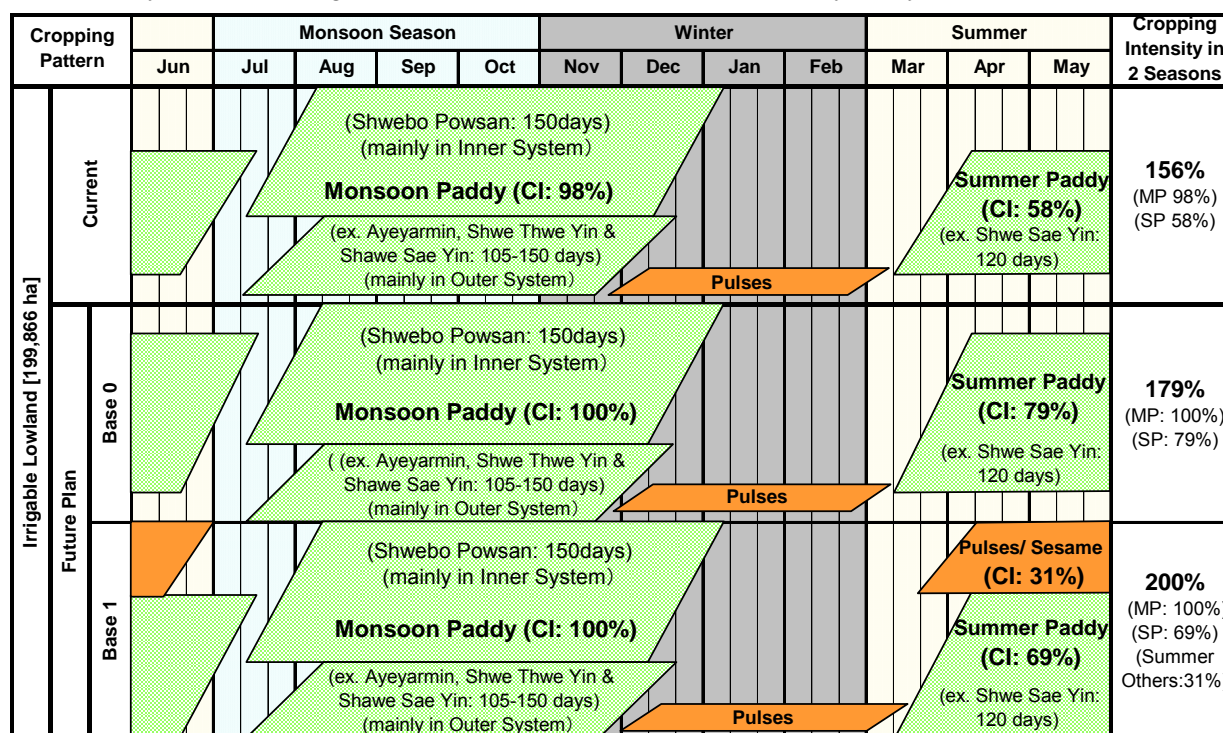 Cropping
Pattern
Monsoon Season
Winter
Summer
Cropping
Intensity in
2 Seasons
Jun
Jul
Aug
Sep
Oct
Nov
Dec
Jan
Feb
Mar
Apr
May
Irrigable Lowland [199,866 ha]
Current
(Shwebo Powsan: 150days)
(mainly in Inner System）
Monsoon Paddy (CI: 98%)
(ex. Ayeyarmin, Shwe Thwe Yin &
Shawe Sae Yin: 105-150 days)
(mainly in Outer System）
Pulses
Summer Paddy
(CI: 58%)
(ex. Shwe Sae Yin:
120 days)
156%
(MP 98%)
(SP 58%)
Future Plan
Base 0
(Shwebo Powsan: 150days)
(mainly in Inner System）
Monsoon Paddy (CI: 100%)
( (ex. Ayeyarmin, Shwe Thwe Yin &
Shawe Sae Yin: 105-150 days)
(mainly in Outer System）
Pulses
Summer Paddy
(CI: 79%)
(ex. Shwe Sae Yin:
120 days)
179%
(MP: 100%)
(SP: 79%)
Base 1
(Shwebo Powsan: 150days)
(mainly in Inner System）
Monsoon Paddy (CI: 100%)
(ex. Ayeyarmin, Shwe Thwe Yin &
Shawe Sae Yin: 105-150 days)
(mainly in Outer System）
Pulses
Pulses/ Sesame
(CI: 31%)
Summer Paddy
(CI: 69%)
(ex. Shwe Sae Yin:
120 days)
200%
(MP: 100%)
(SP: 69%)
(Summer
Others:31%